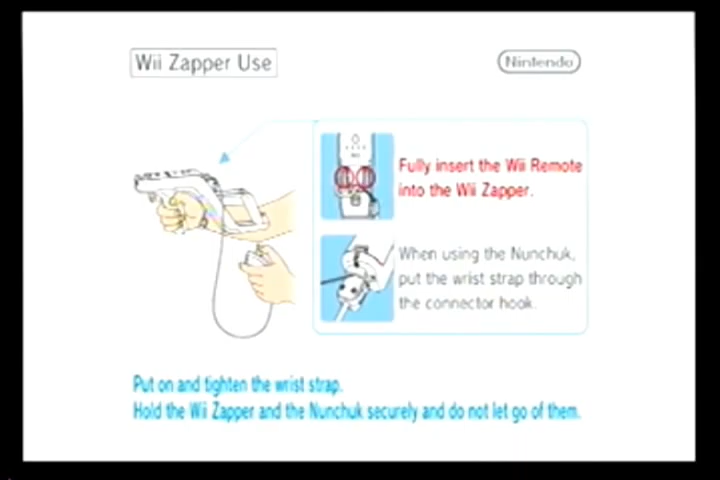 Wii Zapper Use
Nintendo
Fully insert the Wii Remote
into the Wii Zapper.
When using the Nunchuk,
put the wrist strap through
the connector hook.
Put on and tighten the wrist strap.
Hold the Wii Zapper and the Nunchuk securely and do not let go of them.